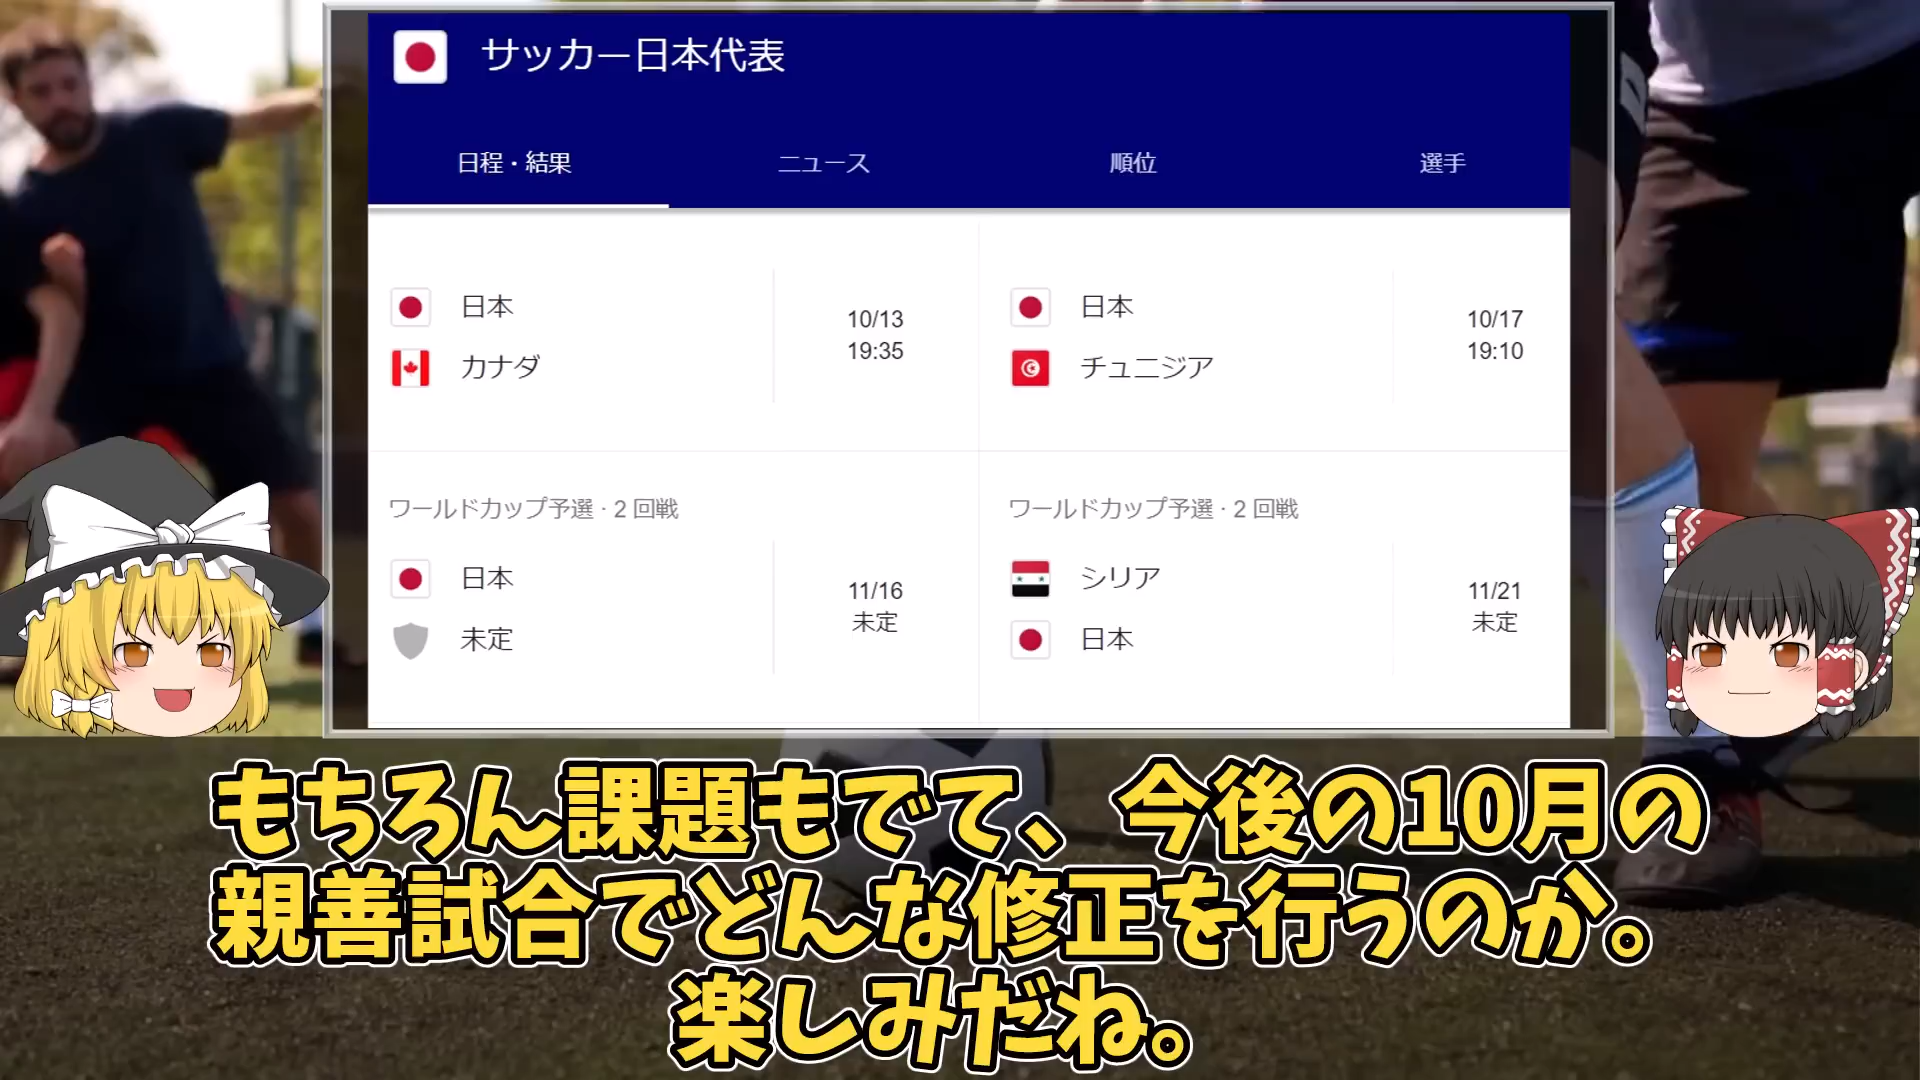 サッカー日本代表
日程・結果 ニュース 順位 選手
日本
カナダ
10/13
19:35
日本
チュニジア
10/17
19:10
ワールドカップ予選 · 2 回戦
日本
未定
11/16
未定
ワールドカップ予選 · 2 回戦
シリア
日本
11/21
未定
もちろん課題もでて、今後の10月の
親善試合でどんな修正を行うのか。
楽しみだね。